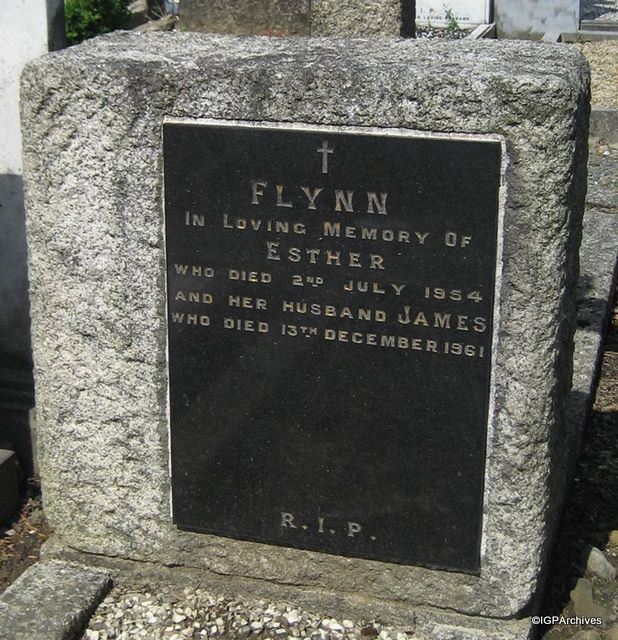 FLYNN
IN LOVING MEMORY OF
ESTHER
WHO DIED 2ND JULY 1954
AND HER HUSBAND JAMES
WHO DIED 13TH DECEMBER 1961
R. I. P.
©IGPArchives